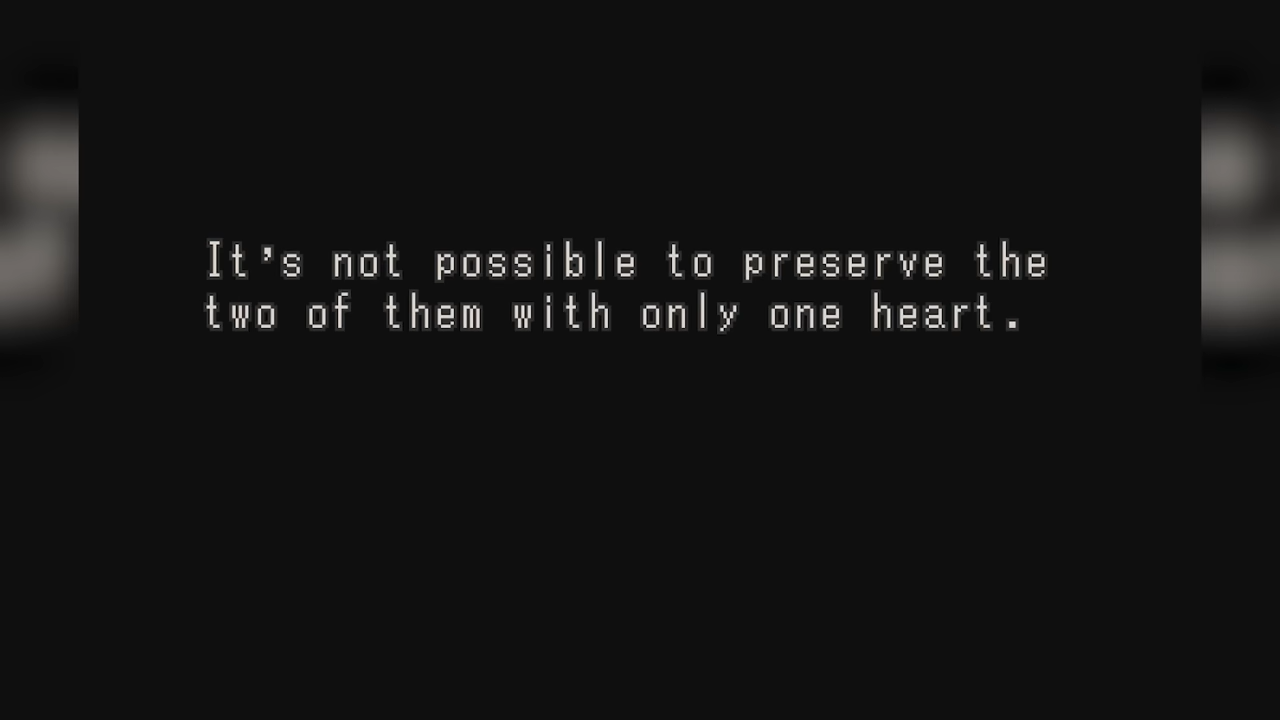 It's not possible to preserve the
two of them with only one heart.